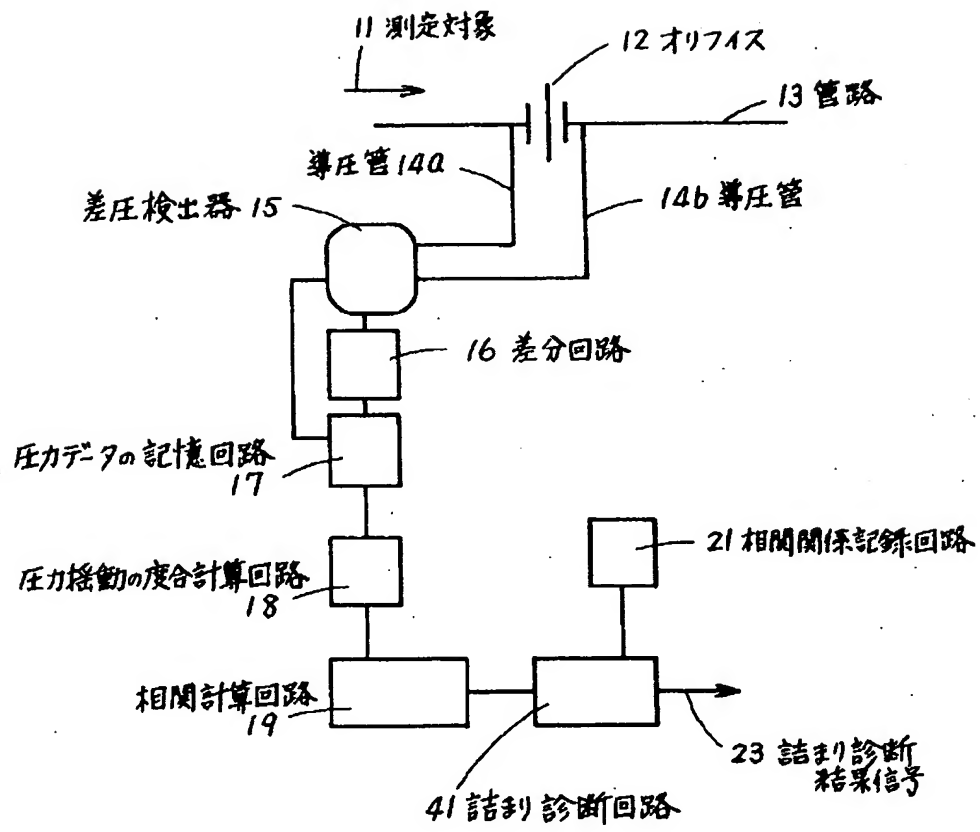 11 測定対象
12 オリフイス
13 管路
導圧管 14a
14b 導圧管
差圧検出器 15
16 差分回路
圧力データの記憶回路
17
21 相関関係記録回路
圧力揺動の度合計算回路
18
相関計算回路
19
23 詰まり診断
結果信号
41 詰まり診断回路